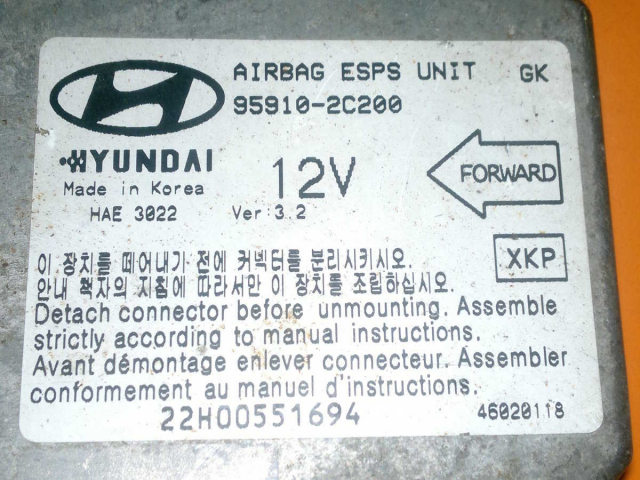 AIRBAG ESPS UNIT GK
95910-2C200
HYUNDAI
Made in Korea
HAE 3022
12V
Ver:3.2
FORWARD
XKP
이 장치를 떼어내기 전에 커넥터를 분리시키시오.
안내 책자의 지침에 따라서만 이 장치를 조립하십시오.
Detach connector before unmounting. Assemble
strictly according to manual instructions.
Avant démontage enlever connecteur. Assembler
conformement au manuel d'instructions.
22H00551694
46020118